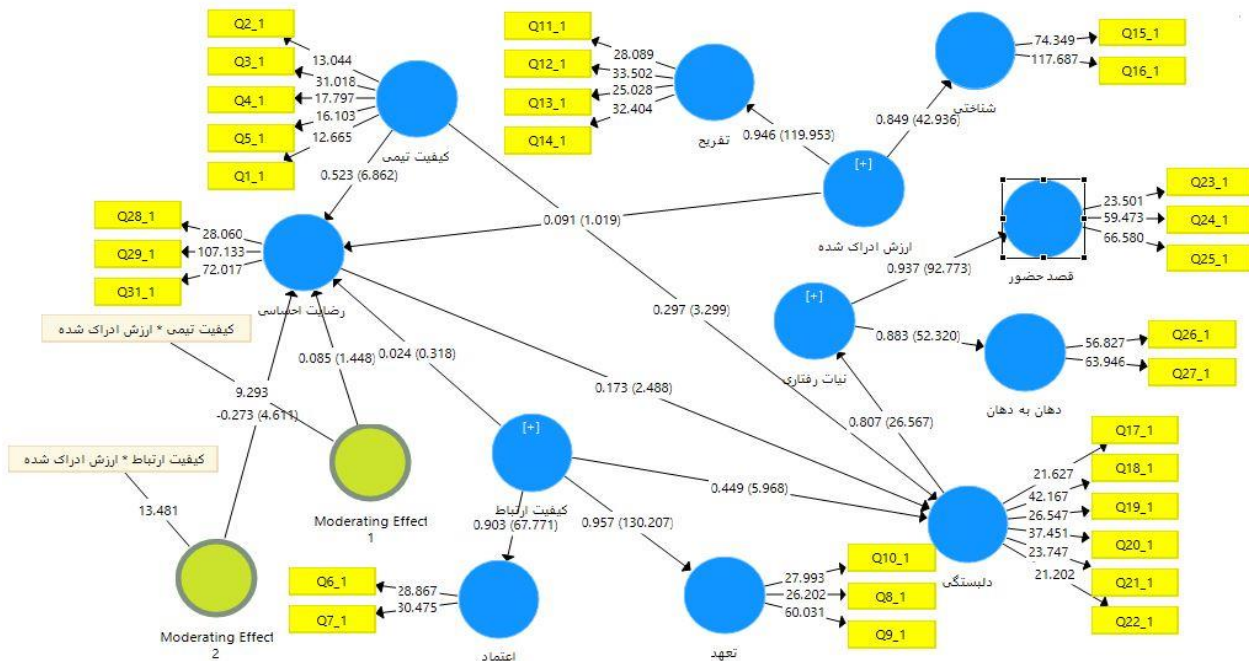 Q2_1
Q3_1
Q4_1
Q5_1
Q1_1
13.044
31.018
17.797
16.103
12.665
کیفیت تیمی
Q11_1
Q12_1
Q13_1
Q14_1
28.089
33.502
25.028
32.404
تفریح
Q15_1
Q16_1
74.349
117.687
شناختی
0.946 (119.953)
0.849 (42.936)
[+]
ارزش ادراک شده
0.523 (6.862)
0.091 (1.019)
Q28_1
Q29_1
Q31_1
28.060
107.133
72.017
رضایت احساسی
Q23_1
Q24_1
Q25_1
23.501
59.473
66.580
قصد حضور
0.937 (92.773)
[+]
نیات رفتاری
0.883 (52.320)
Q26_1
Q27_1
56.827
63.946
دهان به دهان
0.297 (3.299)
کیفیت تیمی * ارزش ادراک شده
0.085 (1.448)
0.024 (0.318)
0.173 (2.488)
9.293
-0.273 (4.611)
0.807 (26.567)
کیفیت ارتباط * ارزش ادراک شده
13.481
Moderating Effect
1
Moderating Effect
2
[+]
کیفیت ارتباط
0.449 (5.968)
0.903 (67.771)
0.957 (130.207)
Q17_1
Q18_1
Q19_1
Q20_1
Q21_1
Q22_1
21.627
42.167
26.547
37.451
23.747
21.202
دلبستگی
Q6_1
Q7_1
28.867
30.475
اعتماد
Q10_1
Q8_1
Q9_1
27.993
26.202
60.031
تعهد